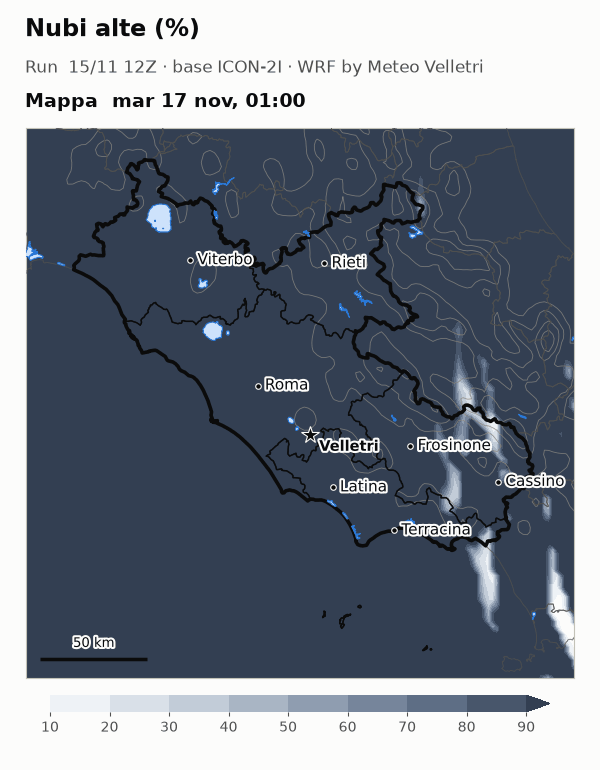 Nubi alte (%)
Run  15/11 12Z · base ICON-2I · WRF by Meteo Velletri
Mappa  mar 17 nov, 01:00
Viterbo
Rieti
Roma
Velletri
Frosinone
Cassino
Latina
Terracina
50 km
10 20 30 40 50 60 70 80 90